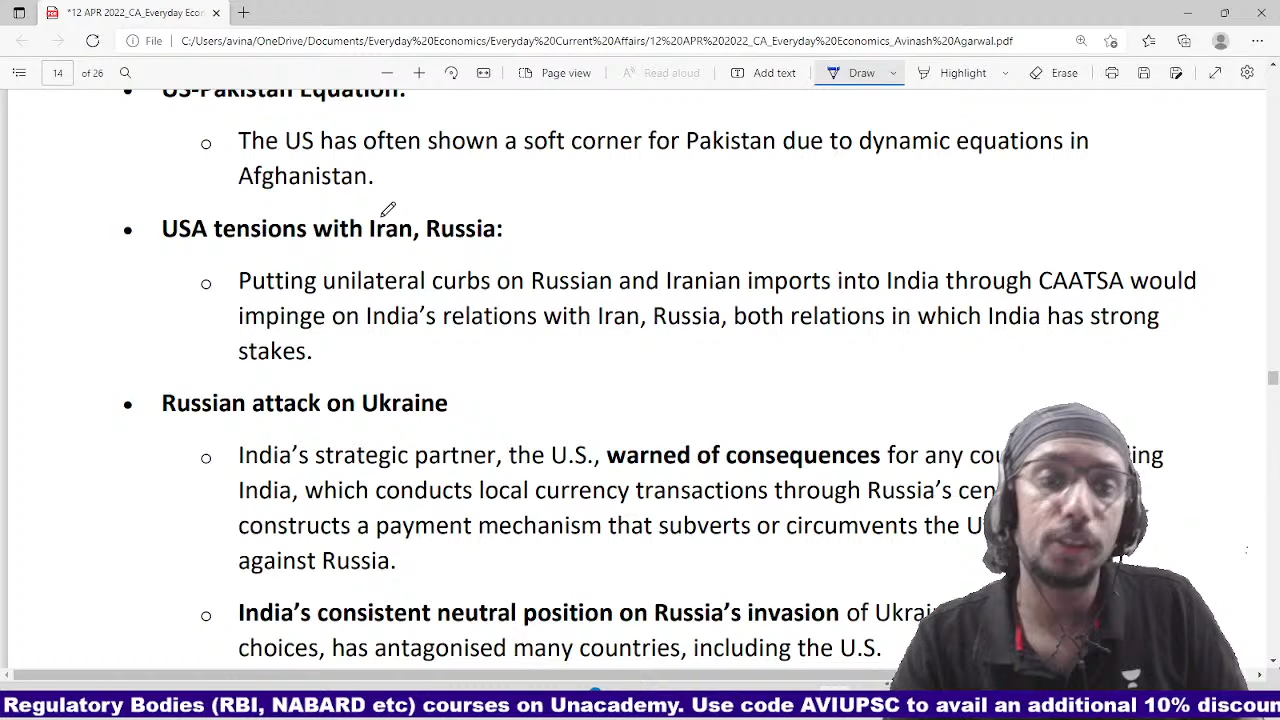 *12 APR 2022_CA_Everyday Econ
File C:/Users/avina/OneDrive/Documents/Everyday%20Economics/Everyday%20Current%20Affairs/12%20APR%202022_CA_Everyday%20Economics_Avinash%20Agarwal.pdf
14 of 26 Page view Read aloud Add text Draw Highlight Erase
US-Pakistan Equation:
The US has often shown a soft corner for Pakistan due to dynamic equations in
Afghanistan.
USA tensions with Iran, Russia:
Putting unilateral curbs on Russian and Iranian imports into India through CAATSA would
impinge on India’s relations with Iran, Russia, both relations in which India has strong
stakes.
Russian attack on Ukraine
India’s strategic partner, the U.S., warned of consequences for any
India, which conducts local currency transactions through Russia’s
constructs a payment mechanism that subverts or circumvents the
against Russia.
India’s consistent neutral position on Russia’s invasion of
choices, has antagonised many countries, including the U.S.
Regulatory Bodies (RBI, NABARD etc) courses on Unacademy. Use code AVIUPSC to avail an additional 10% discoun